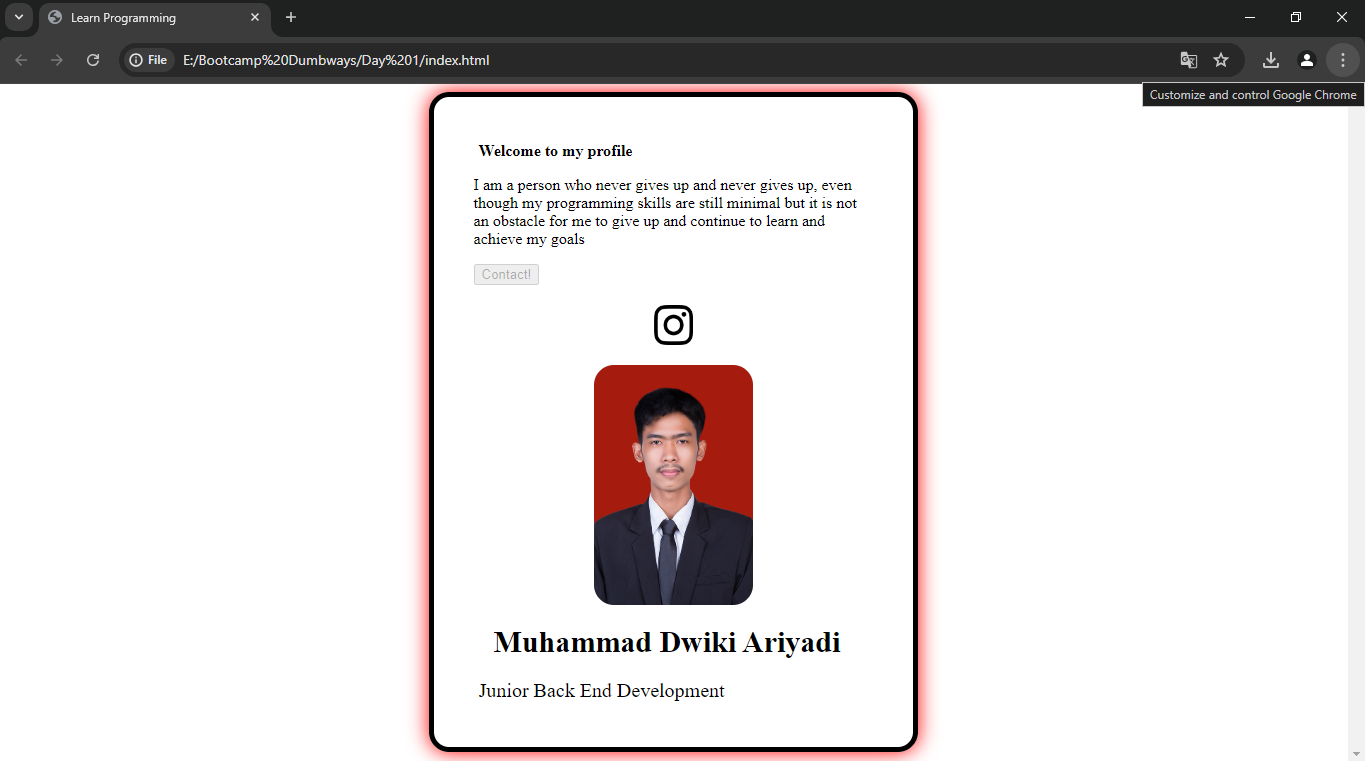 Learn Programming
File
E:/Bootcamp%20Dumbways/Day%201/index.html
Customize and control Google Chrome
Welcome to my profile
I am a person who never gives up and never gives up, even
though my programming skills are still minimal but it is not
an obstacle for me to give up and continue to learn and
achieve my goals
Contact!
Muhammad Dwiki Ariyadi
Junior Back End Development